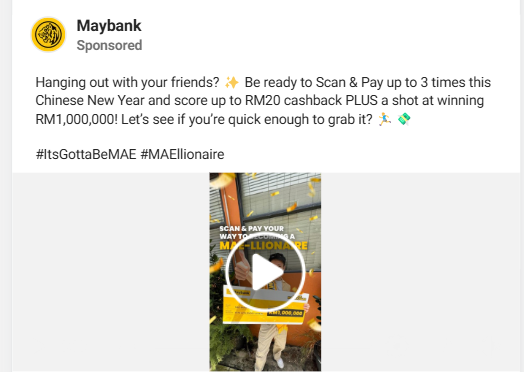 Maybank
Sponsored
Hanging out with your friends? ✨ Be ready to Scan & Pay up to 3 times this
Chinese New Year and score up to RM20 cashback PLUS a shot at winning
RM1,000,000! Let's see if you're quick enough to grab it? 🏃 💸
#ItsGottaBeMAE #MAEllionaire
SCAN & PAY YOUR
WAY TO BECOMING A
MAE-LLIONAIRE
RM1,000,000